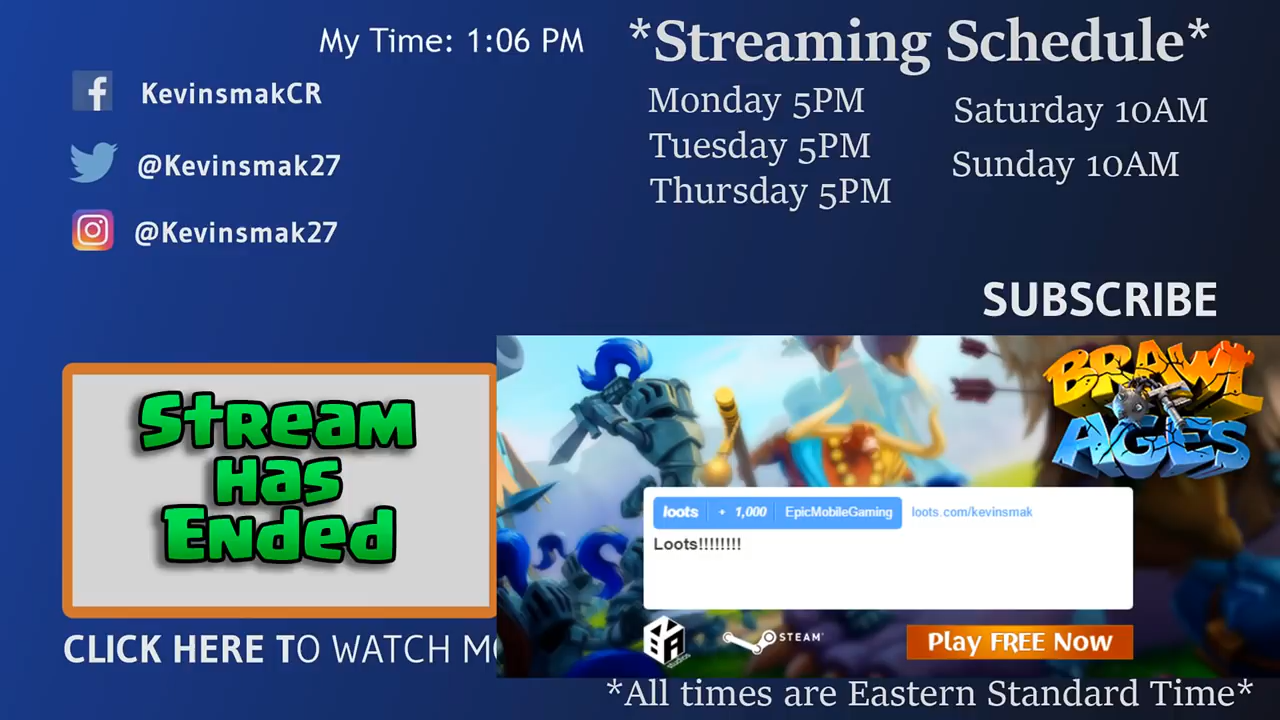 My Time: 1:06 PM
KevinsmakCR
@Kevinsmak27
@Kevinsmak27
*Streaming Schedule*
Monday 5PM
Tuesday 5PM
Thursday 5PM
Saturday 10AM
Sunday 10AM
SUBSCRIBE
Stream
Has
Ended
CLICK HERE TO WATCH
BRAWL
AGES
loots + 1,000 EpicMobileGaming loots.com/kevinsmak
Loots!!!!!!!!
STEAM
Play FREE Now
*All times are Eastern Standard Time*